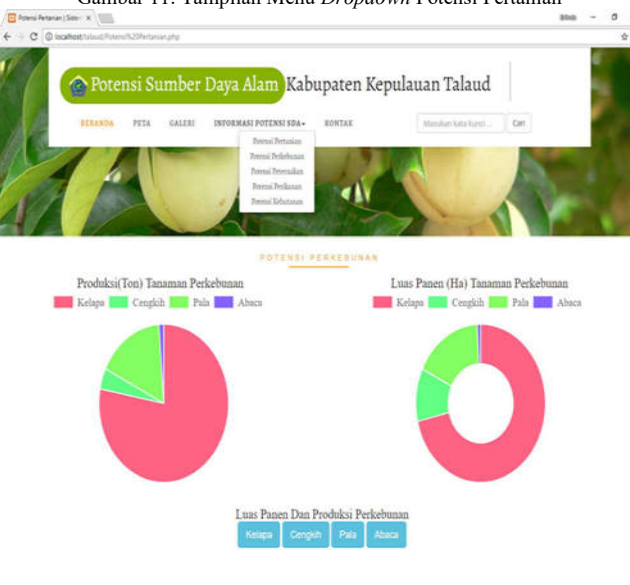 Gambar 11. Tampilan Menu Dropdown Potensi Pertanian
Potensi Pertanian | Sistem
localhost/talaud/Potensi%20Pertanian.php
Potensi Sumber Daya Alam Kabupaten Kepulauan Talaud
BERANDA PETA GALERI INFORMASI POTENSI SDA KONTAK Masukan kata kunci ... Cari
Potensi Pertanian
Potensi Perkebunan
Potensi Peternakan
Potensi Perikanan
Potensi Kehutanan
POTENSI PERKEBUNAN
Produksi(Ton) Tanaman Perkebunan
Kelapa Cengkih Pala Abaca
Luas Panen (Ha) Tanaman Perkebunan
Kelapa Cengkih Pala Abaca
Luas Panen Dan Produksi Perkebunan
Kelapa Cengkih Pala Abaca